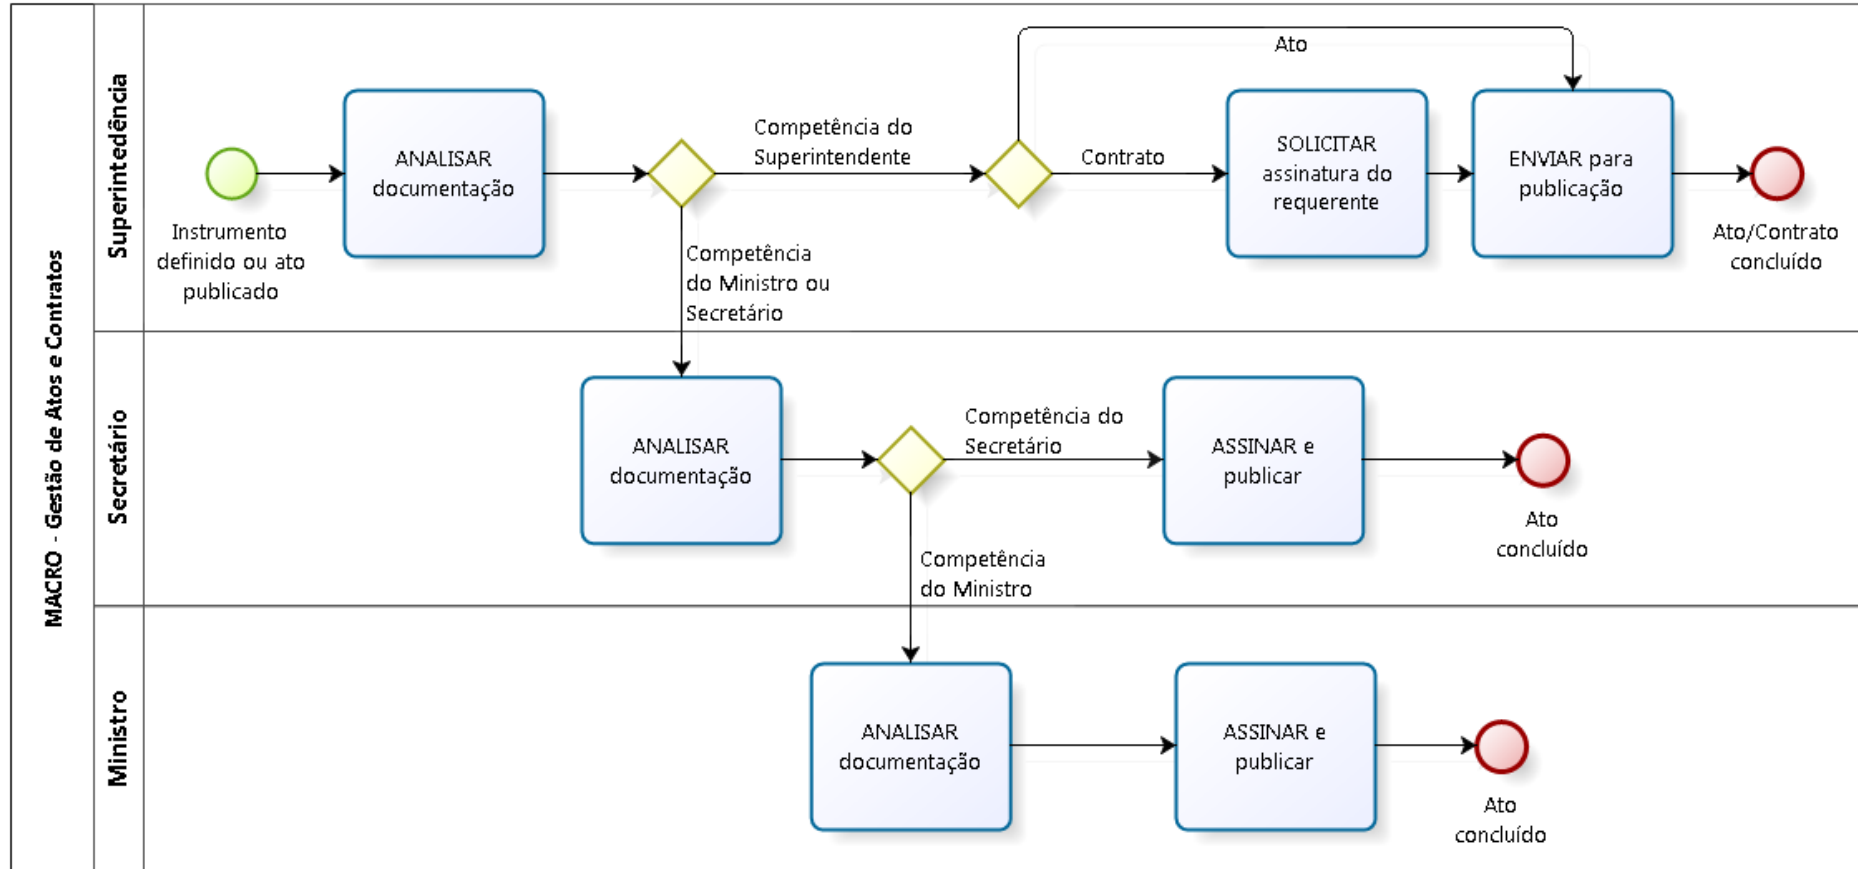 MACRO - Gestão de Atos e Contratos
Superintedência
Instrumento
definido ou ato
publicado
ANALISAR
documentação
Competência do
Superintendente
Competência
do Ministro ou
Secretário
Ato
Contrato
SOLICITAR
assinatura do
requerente
ENVIAR para
publicação
Ato/Contrato
concluído
Secretário
ANALISAR
documentação
Competência do
Secretário
Competência
do Ministro
ASSINAR e
publicar
Ato
concluído
Ministro
ANALISAR
documentação
ASSINAR e
publicar
Ato
concluído